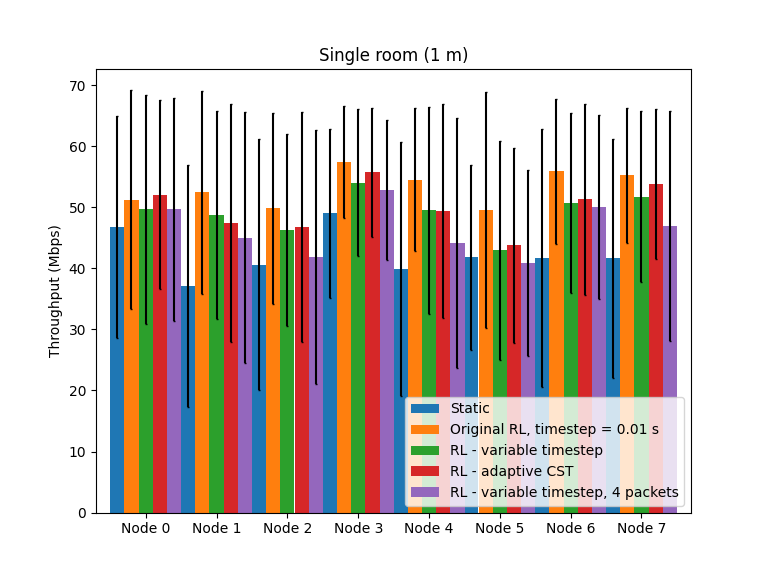 Single room (1 m)
Throughput (Mbps)
70
60
50
40
30
20
10
0
Static
Original RL, timestep = 0.01 s
RL - variable timestep
RL - adaptive CST
RL - variable timestep, 4 packets
Node 0 Node 1 Node 2 Node 3 Node 4 Node 5 Node 6 Node 7